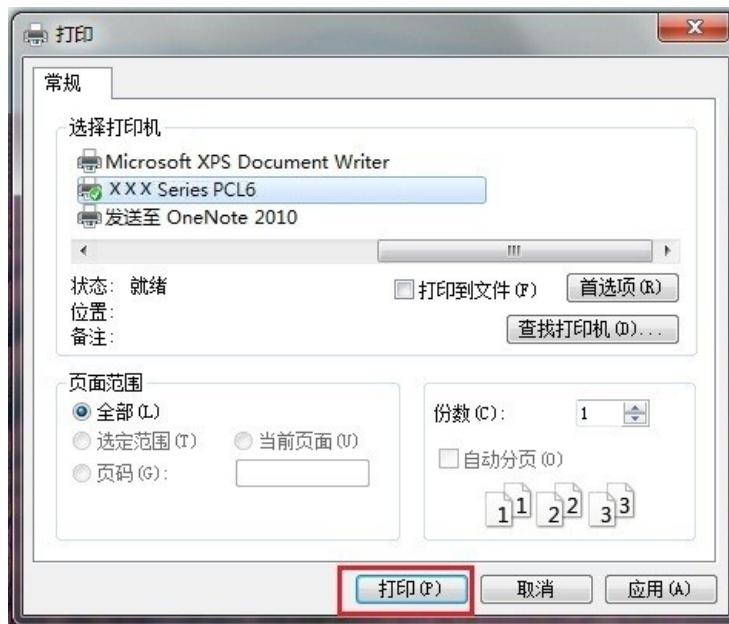 打印
常规
选择打印机
Microsoft XPS Document Writer
XXX Series PCL6
发送至 OneNote 2010
状态: 就绪
打印到文件(F)
首选项(R)
位置:
备注:
查找打印机(D)...
页面范围
全部(L)
选定范围(T)
当前页面(U)
页码(G):
份数(C): 1
自动分页(O)
1 1 2 2 3 3
打印(P)
取消
应用(A)